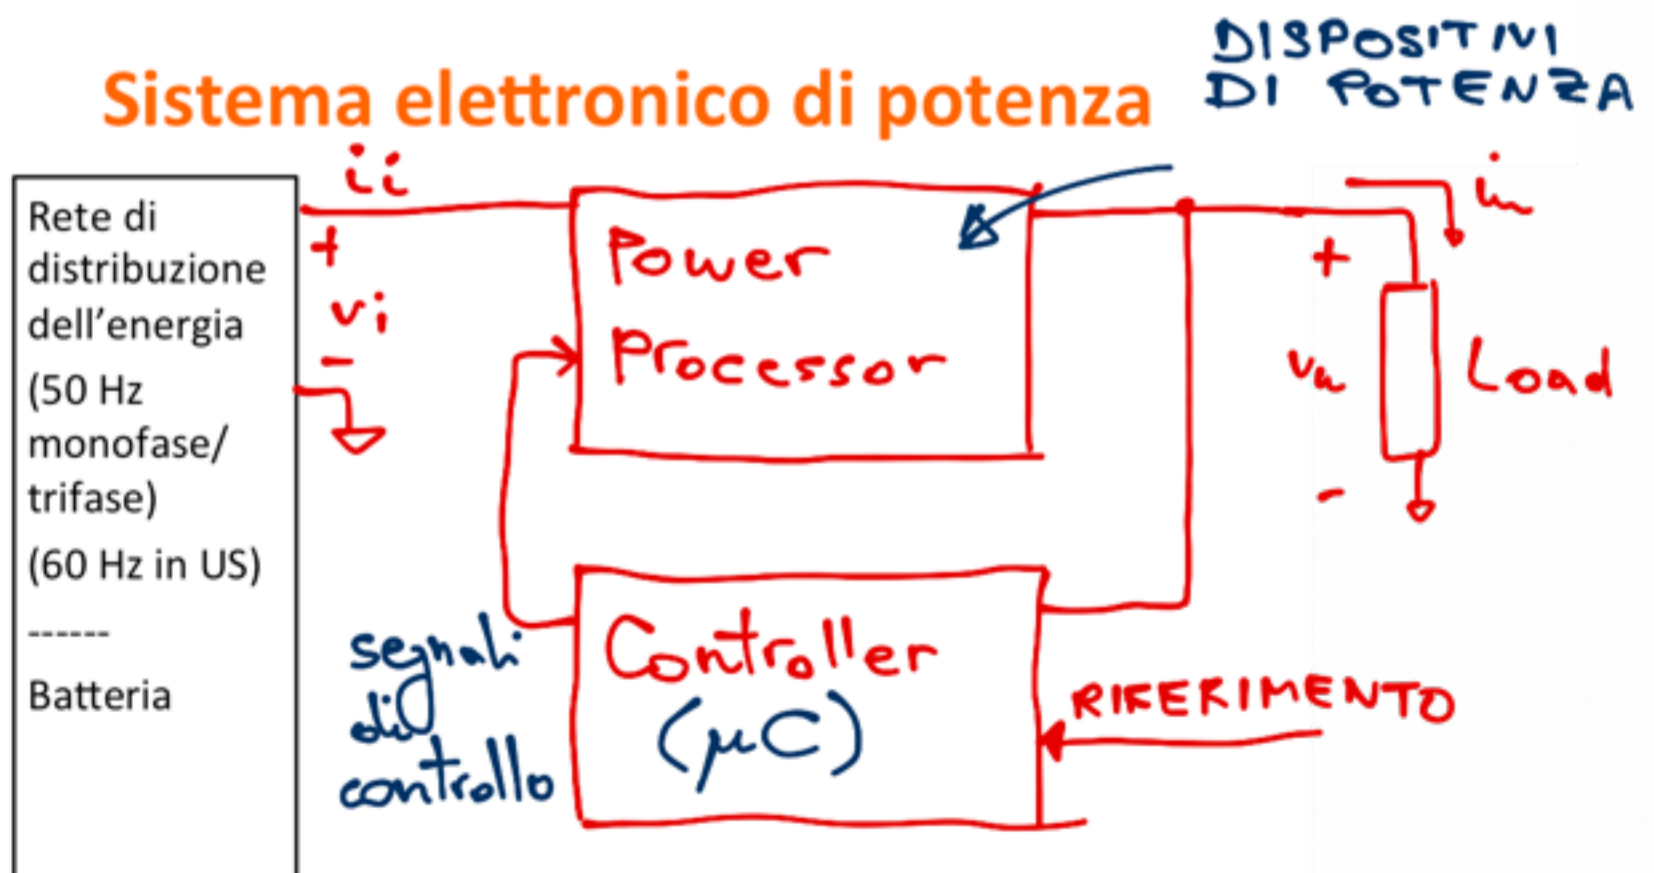 DISPOSITIVI
DI POTENZA
Sistema elettronico di potenza
ii
in
Rete di
distribuzione
dell'energia
(50 Hz
monofase/
trifase)
(60 Hz in US)
------
Batteria
+
vi
-
Power
Processor
+
vu
-
Load
segnali
di
controllo
Controller
(μC)
RIFERIMENTO